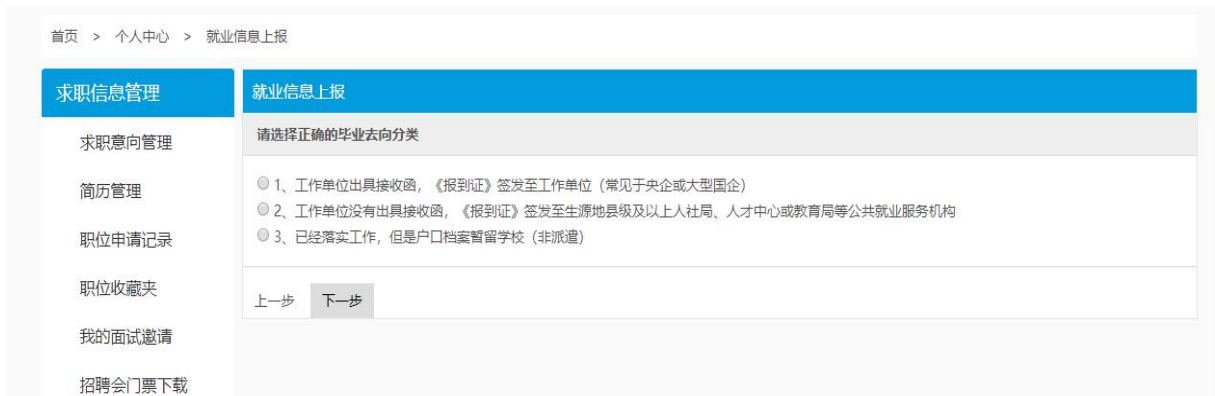 首页 > 个人中心 > 就业信息上报
求职信息管理
求职意向管理
简历管理
职位申请记录
职位收藏夹
我的面试邀请
招聘会门票下载
就业信息上报
请选择正确的毕业去向分类
1、工作单位出具接收函，《报到证》签发至工作单位（常见于央企或大型国企）
2、工作单位没有出具接收函，《报到证》签发至生源地县级及以上人社局、人才中心或教育局等公共就业服务机构
3、已经落实工作，但是户口档案暂留学校（非派遣）
上一步 下一步